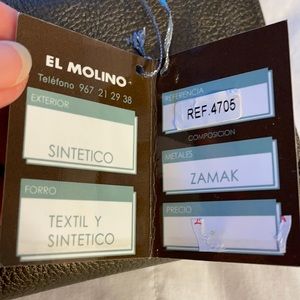 EL MOLINO
Teléfono 967 21 29 38
EXTERIOR
SINTETICO
FORRO
TEXTIL Y
SINTETICO
REFERENCIA
REF.4705
COMPOSICION
METALES
ZAMAK
PRECIO